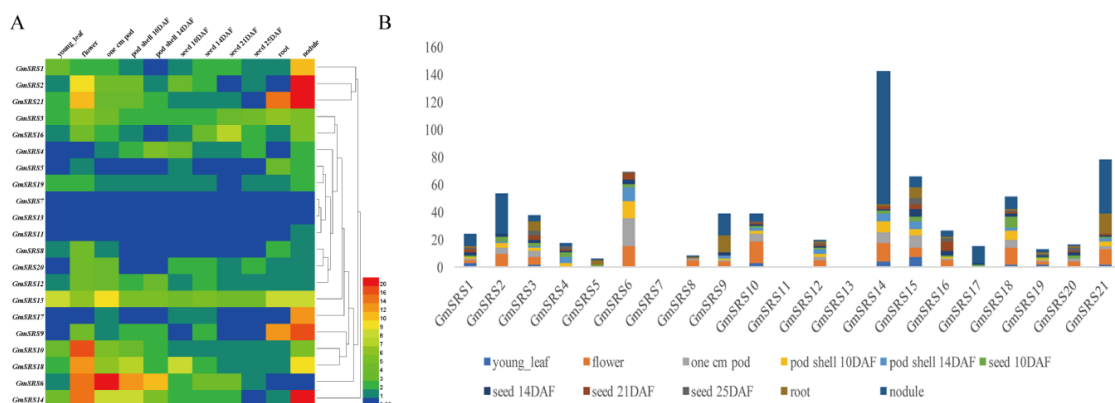 A
B
young_leaf
flower
one cm pod
pod shell 10DAF
pod shell 14DAF
seed 10DAF
seed 14DAF
seed 21DAF
seed 25DAF
root
nodule
GmSRS1
GmSRS2
GmSRS21
GmSRS3
GmSRS16
GmSRS4
GmSRS5
GmSRS19
GmSRS7
GmSRS13
GmSRS11
GmSRS8
GmSRS20
GmSRS12
GmSRS15
GmSRS17
GmSRS9
GmSRS10
GmSRS18
GmSRS6
GmSRS14
20
16
14
12
10
9
8
7
5
4
3
2
1
160
140
120
100
80
60
40
20
0
GmSRS1
GmSRS2
GmSRS3
GmSRS4
GmSRS5
GmSRS6
GmSRS7
GmSRS8
GmSRS9
GmSRS10
GmSRS11
GmSRS12
GmSRS13
GmSRS14
GmSRS15
GmSRS16
GmSRS17
GmSRS18
GmSRS19
GmSRS20
GmSRS21
young_leaf flower one cm pod pod shell 10DAF pod shell 14DAF seed 10DAF
seed 14DAF seed 21DAF seed 25DAF root nodule